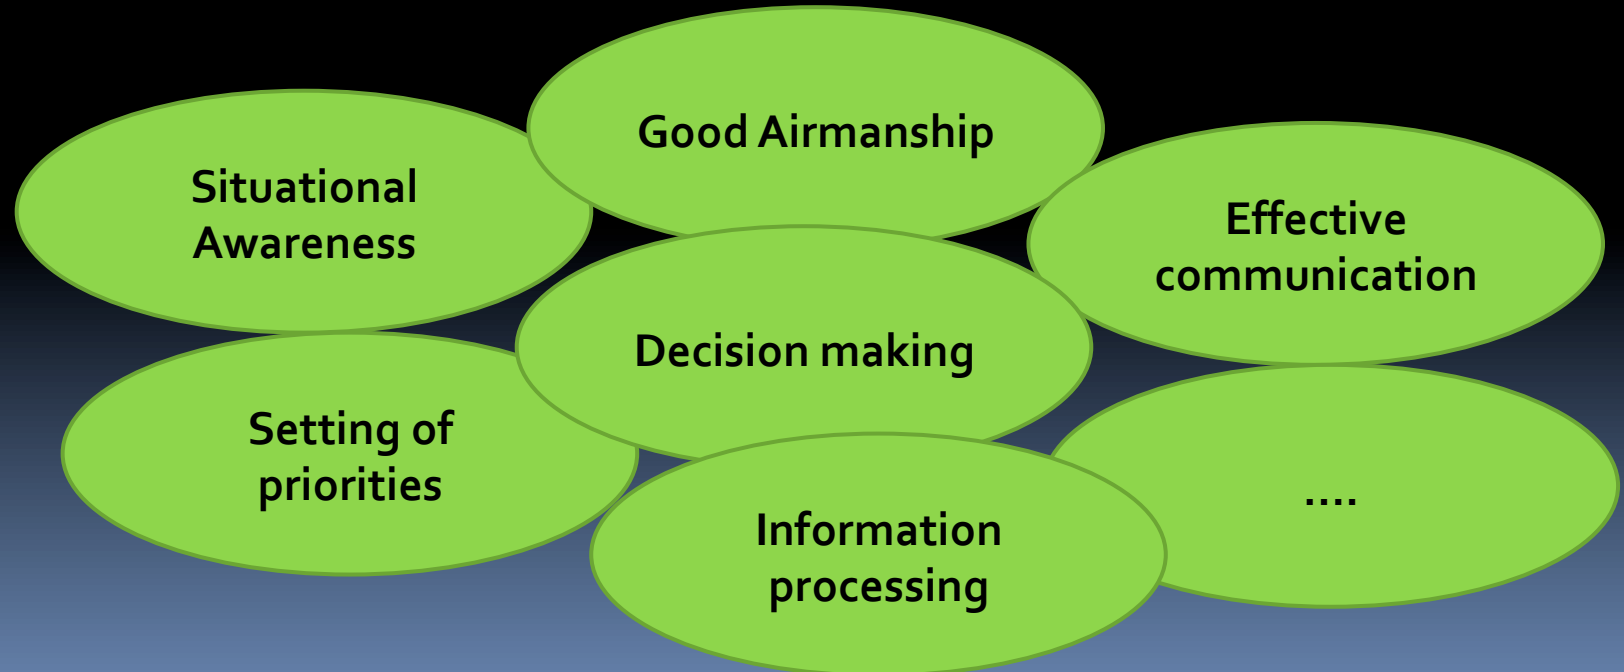 Good Airmanship
Situational
Awareness
Effective
communication
Decision making
Setting of
priorities
....
Information
processing